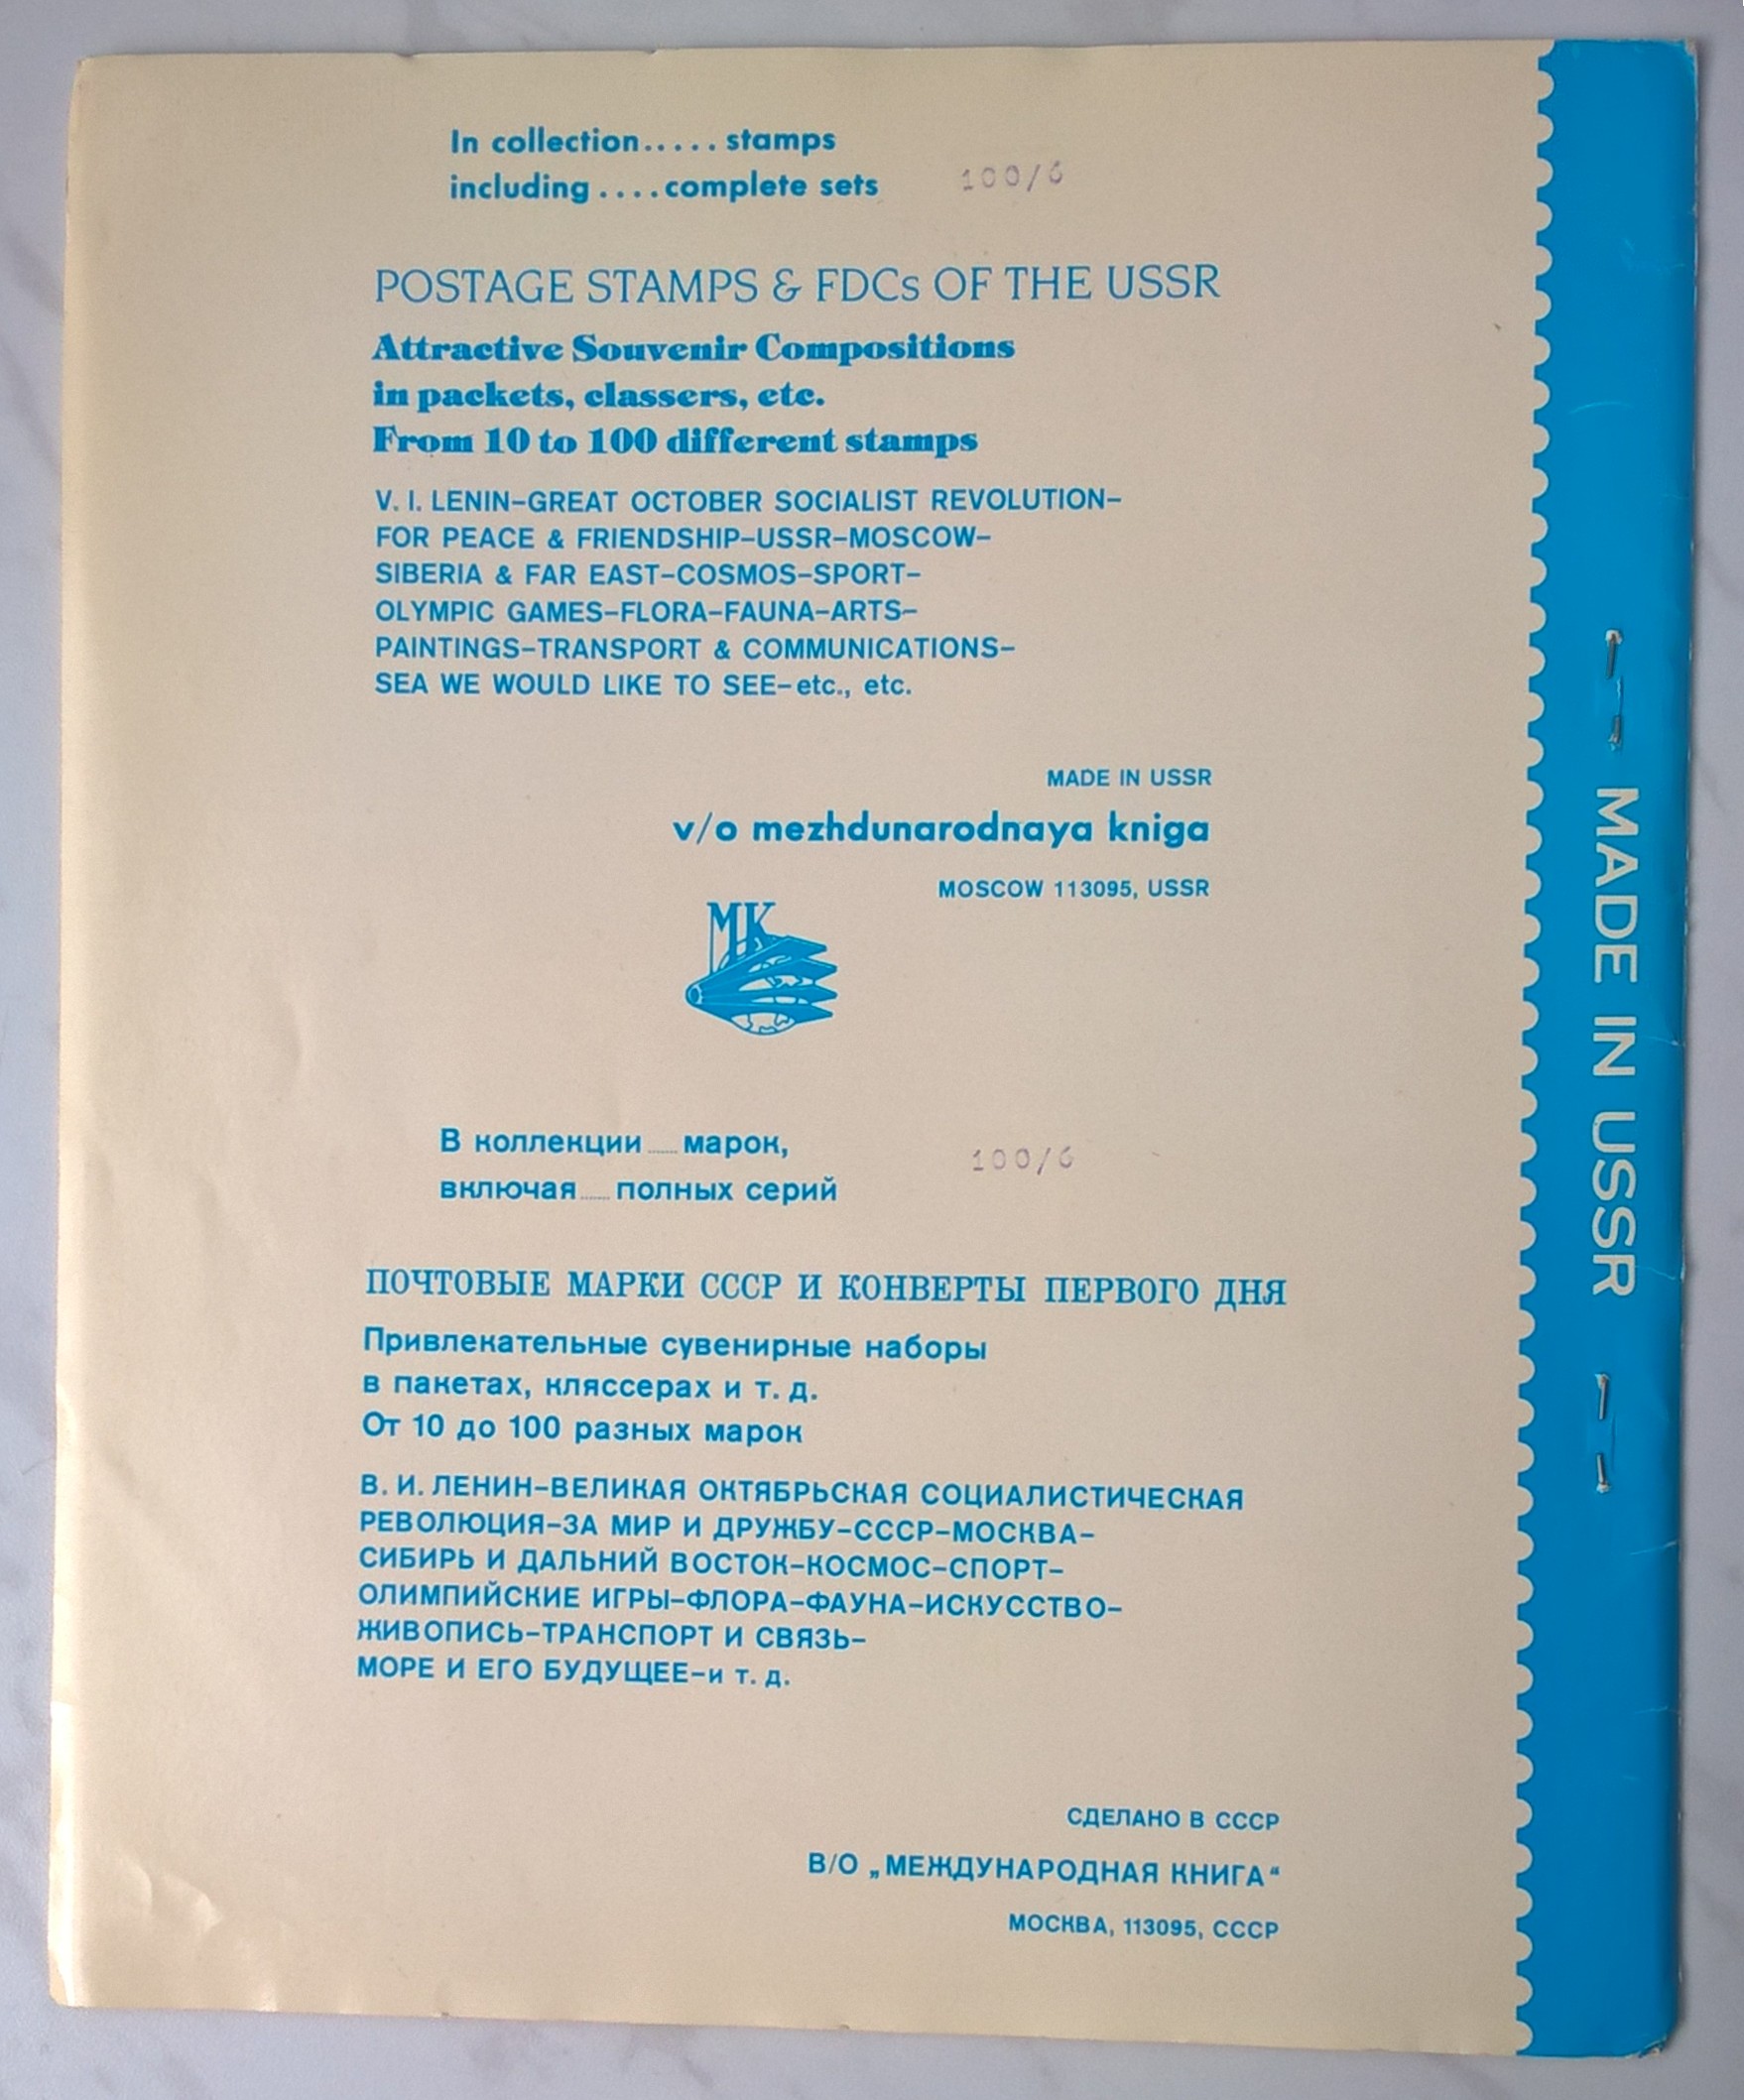 In collection..... stamps
including ....complete sets
100/6
POSTAGE STAMPS & FDCs OF THE USSR
Attractive Souvenir Compositions
in packets, classers, etc.
From 10 to 100 different stamps
V. I. LENIN–GREAT OCTOBER SOCIALIST REVOLUTION–
FOR PEACE & FRIENDSHIP–USSR–MOSCOW–
SIBERIA & FAR EAST–COSMOS–SPORT–
OLYMPIC GAMES–FLORA–FAUNA–ARTS–
PAINTINGS–TRANSPORT & COMMUNICATIONS–
SEA WE WOULD LIKE TO SEE–etc., etc.
MADE IN USSR
v/o mezhdunarodnaya kniga
MOSCOW 113095, USSR
МК
В коллекции ..... марок,
включая ..... полных серий
100/6
ПОЧТОВЫЕ МАРКИ СССР И КОНВЕРТЫ ПЕРВОГО ДНЯ
Привлекательные сувенирные наборы
в пакетах, кляссерах и т. д.
От 10 до 100 разных марок
В. И. ЛЕНИН–ВЕЛИКАЯ ОКТЯБРЬСКАЯ СОЦИАЛИСТИЧЕСКАЯ
РЕВОЛЮЦИЯ–ЗА МИР И ДРУЖБУ–СССР–МОСКВА–
СИБИРЬ И ДАЛЬНИЙ ВОСТОК–КОСМОС–СПОРТ–
ОЛИМПИЙСКИЕ ИГРЫ–ФЛОРА–ФАУНА–ИСКУССТВО–
ЖИВОПИСЬ–ТРАНСПОРТ И СВЯЗЬ–
МОРЕ И ЕГО БУДУЩЕЕ–и т. д.
СДЕЛАНО В СССР
В/О „МЕЖДУНАРОДНАЯ КНИГА“
МОСКВА, 113095, СССР
MADE IN USSR